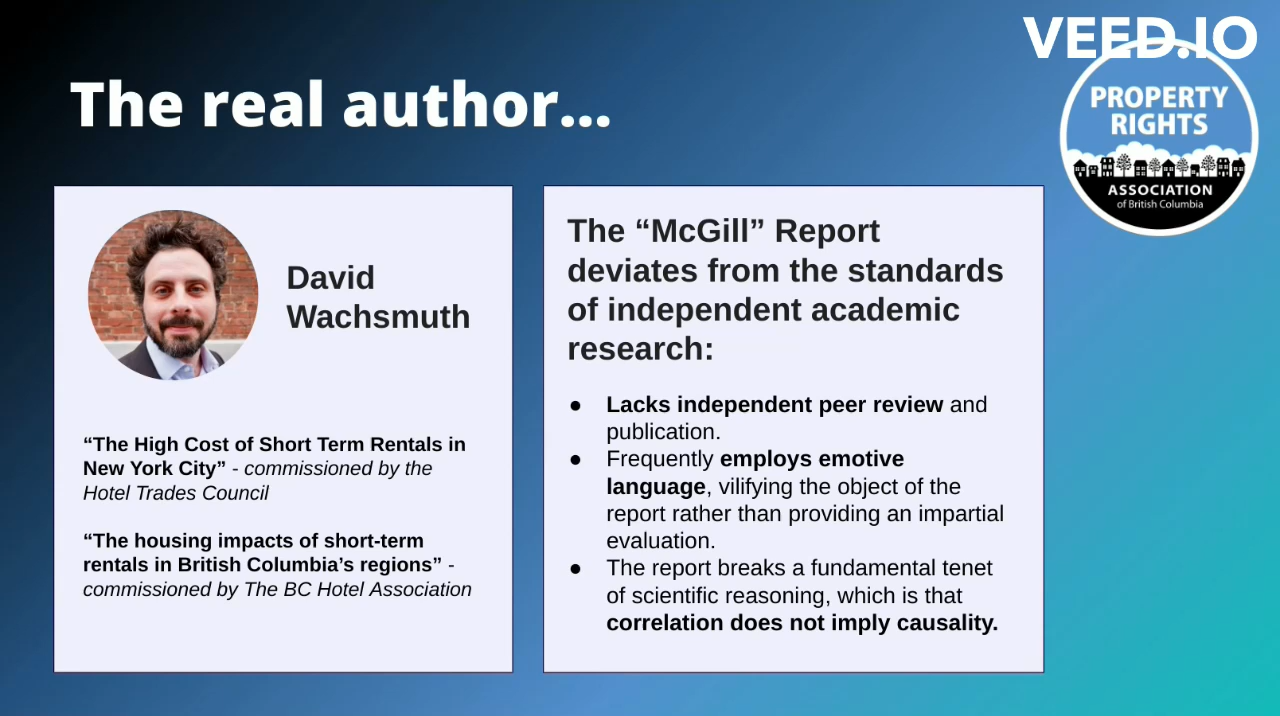 VEED.IO
The real author...
PROPERTY
RIGHTS
ASSOCIATION
of British Columbia
David
Wachsmuth
“The High Cost of Short Term Rentals in
New York City” - commissioned by the
Hotel Trades Council
“The housing impacts of short-term
rentals in British Columbia’s regions” -
commissioned by The BC Hotel Association
The “McGill” Report
deviates from the standards
of independent academic
research:
● Lacks independent peer review and
publication.
● Frequently employs emotive
language, vilifying the object of the
report rather than providing an impartial
evaluation.
● The report breaks a fundamental tenet
of scientific reasoning, which is that
correlation does not imply causality.